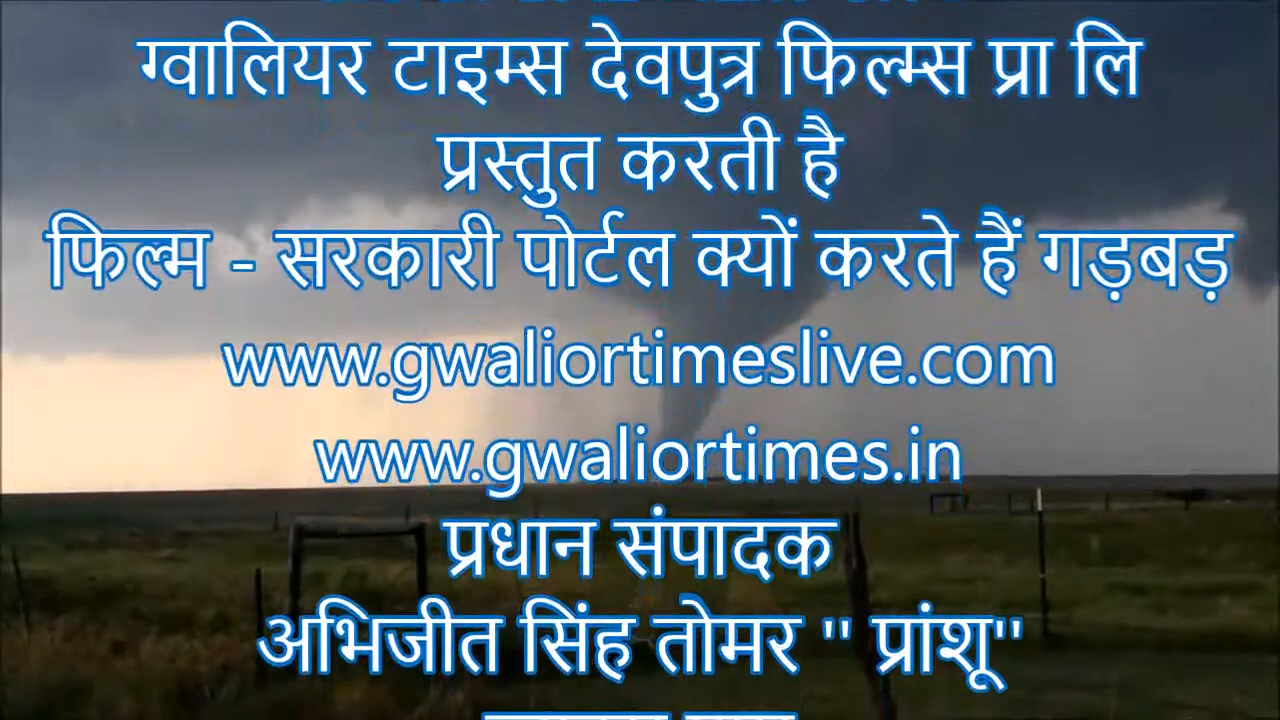 ग्वालियर टाइम्स देवपुत्र फिल्म्स प्रा लि
प्रस्तुत करती है
फिल्म - सरकारी पोर्टल क्यों करते हैं गड़बड़
www.gwaliortimeslive.com
www.gwaliortimes.in
प्रधान संपादक
अभिजीत सिंह तोमर " प्रांशू"